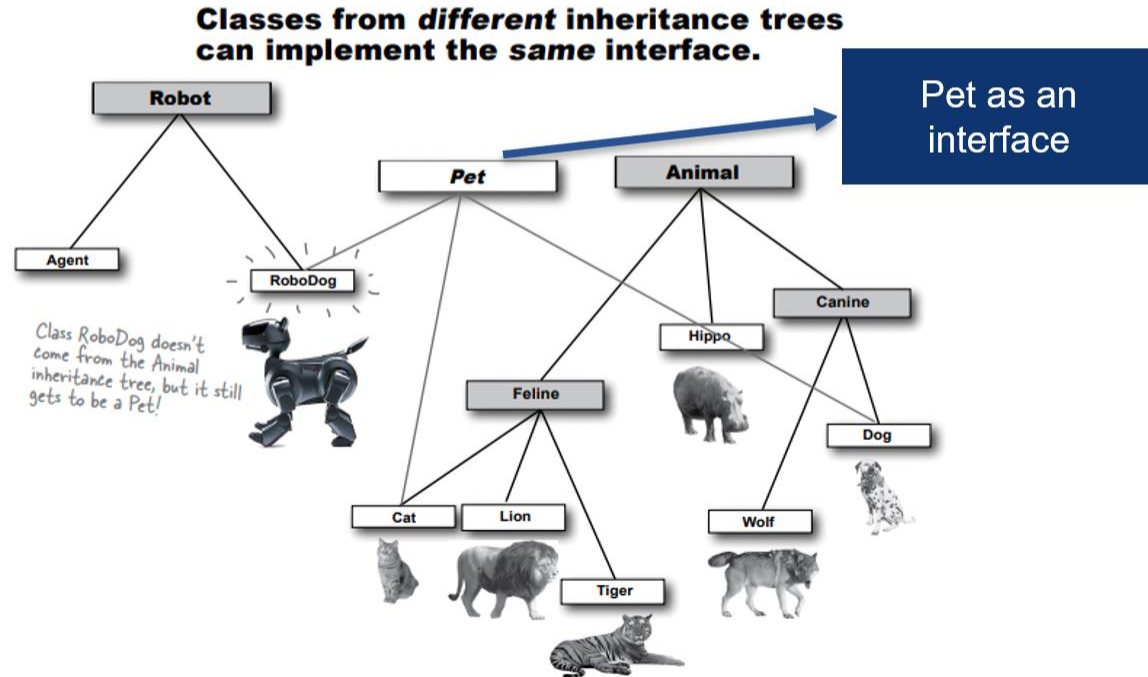 Classes from different inheritance trees
can implement the same interface.
Pet as an
interface
Robot
Pet
Animal
Agent
RoboDog
Canine
Class RoboDog doesn't
come from the Animal
inheritance tree, but it still
gets to be a Pet!
Hippo
Feline
Dog
Cat
Lion
Wolf
Tiger